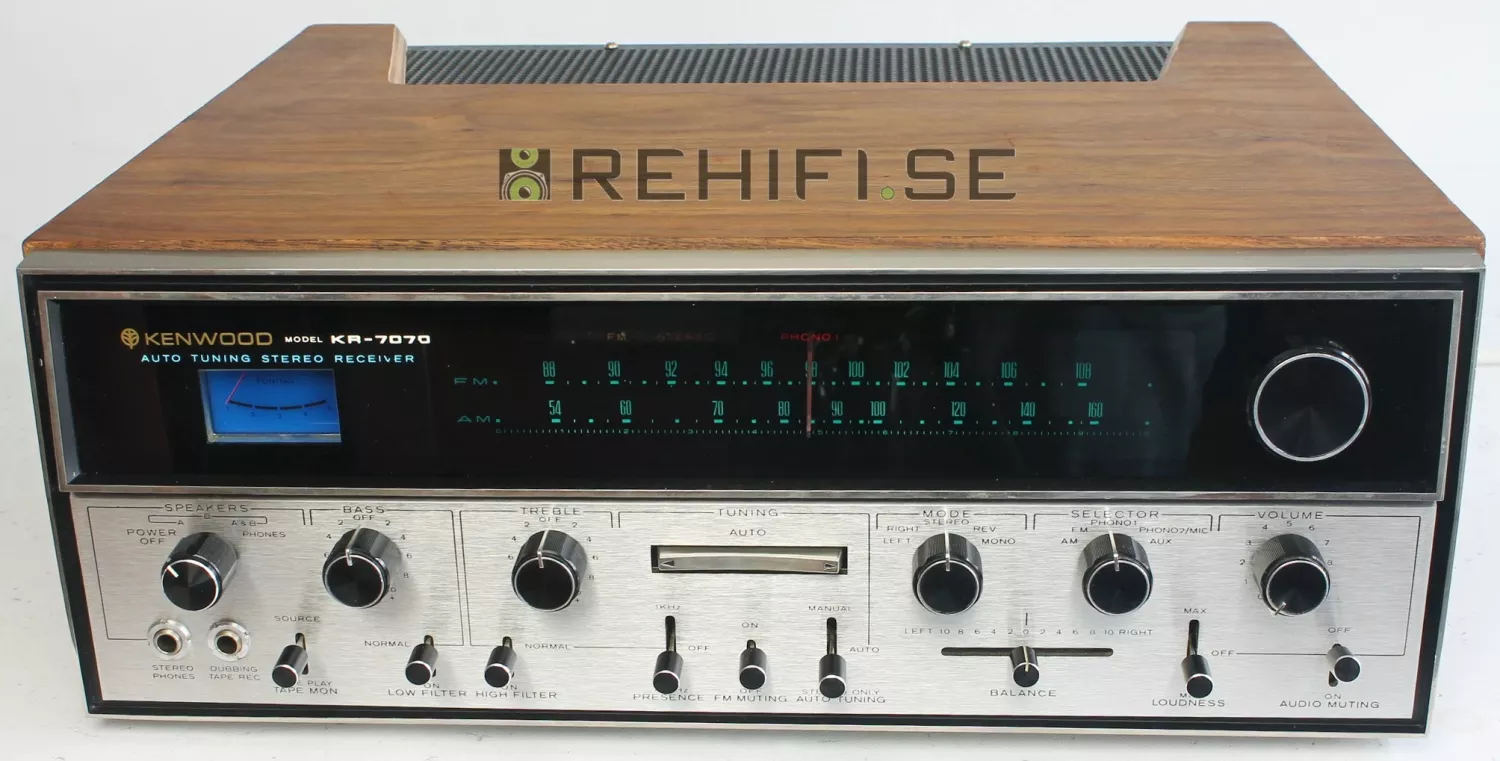 REHIFI.SE
KENWOOD MODEL KR-7070
AUTO TUNING STEREO RECEIVER
TUNING
PHONO 1
FM 88 90 92 94 96 98 100 102 104 106 108
AM 54 60 70 80 90 100 120 140 160
SPEAKERS
A B A&B
POWER OFF
PHONES
BASS
OFF
2 2
4 4
6 6
8
TREBLE
OFF
2 2
4 4
6 6
8
TUNING
AUTO
MODE
STEREO
RIGHT REV
LEFT MONO
SELECTOR
PHONO1
FM PHONO2/MIC
AM AUX
VOLUME
4 5 6
3 7
2 8
1 9
STEREO PHONES
DUBBING TAPE REC
SOURCE
TAPE MON
NORMAL
ON
LOW FILTER
NORMAL
ON
HIGH FILTER
1KHz
OFF
PRESENCE
ON
OFF
FM MUTING
MANUAL
AUTO
ONLY
AUTO TUNING
LEFT 10 8 6 4 2 0 2 4 6 8 10 RIGHT
BALANCE
MAX
OFF
LOUDNESS
OFF
ON
AUDIO MUTING